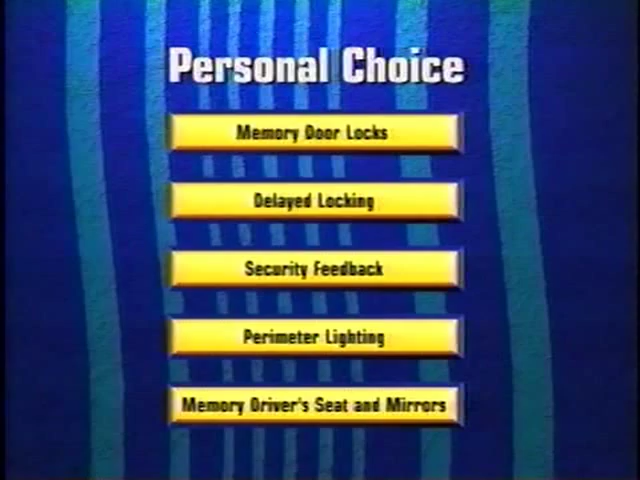 Personal Choice
Memory Door Locks
Delayed Locking
Security Feedback
Perimeter Lighting
Memory Driver's Seat and Mirrors